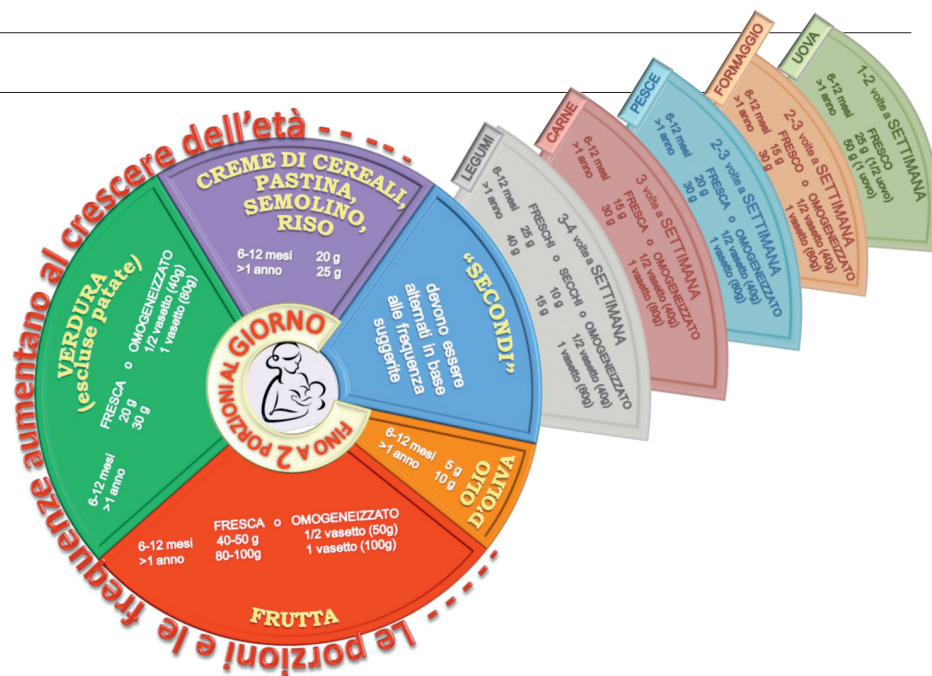 Le porzioni e le frequenze aumentano al crescere dell'età
FINO A 2 PORZIONI AL GIORNO
CREME DI CEREALI,
PASTINA,
SEMOLINO,
RISO
6-12 mesi 20 g
>1 anno 25 g
"SECONDI"
devono essere
alternati in base
alle frequenza
suggerite
OLIO
D'OLIVA
6-12 mesi 5 g
>1 anno 10 g
FRUTTA
FRESCA o OMOGENEIZZATO
6-12 mesi 40-50 g 1/2 vasetto (50g)
>1 anno 80-100g 1 vasetto (100g)
VERDURA
(escluse patate)
FRESCA o OMOGENEIZZATO
6-12 mesi 20 g 1/2 vasetto (40g)
>1 anno 30 g 1 vasetto (80g)
LEGUMI
3-4 volte a SETTIMANA
FRESCHI o SECCHI o OMOGENEIZZATO
6-12 mesi 25 g 10 g 1/2 vasetto (40g)
>1 anno 40 g 15 g 1 vasetto (80g)
CARNE
3 volte a SETTIMANA
FRESCA o OMOGENEIZZATO
6-12 mesi 15 g 1/2 vasetto (40g)
>1 anno 30 g 1 vasetto (80g)
PESCE
2-3 volte a SETTIMANA
FRESCA o OMOGENEIZZATO
6-12 mesi 20 g 1/2 vasetto (40g)
>1 anno 30 g 1 vasetto (80g)
FORMAGGIO
2-3 volte a SETTIMANA
FRESCO o OMOGENEIZZATO
6-12 mesi 15 g 1/2 vasetto (40g)
>1 anno 30 g 1 vasetto (80g)
UOVA
1-2 volte a SETTIMANA
FRESCO
6-12 mesi 25 g (1/2 uovo)
>1 anno 50 g (1 uovo)